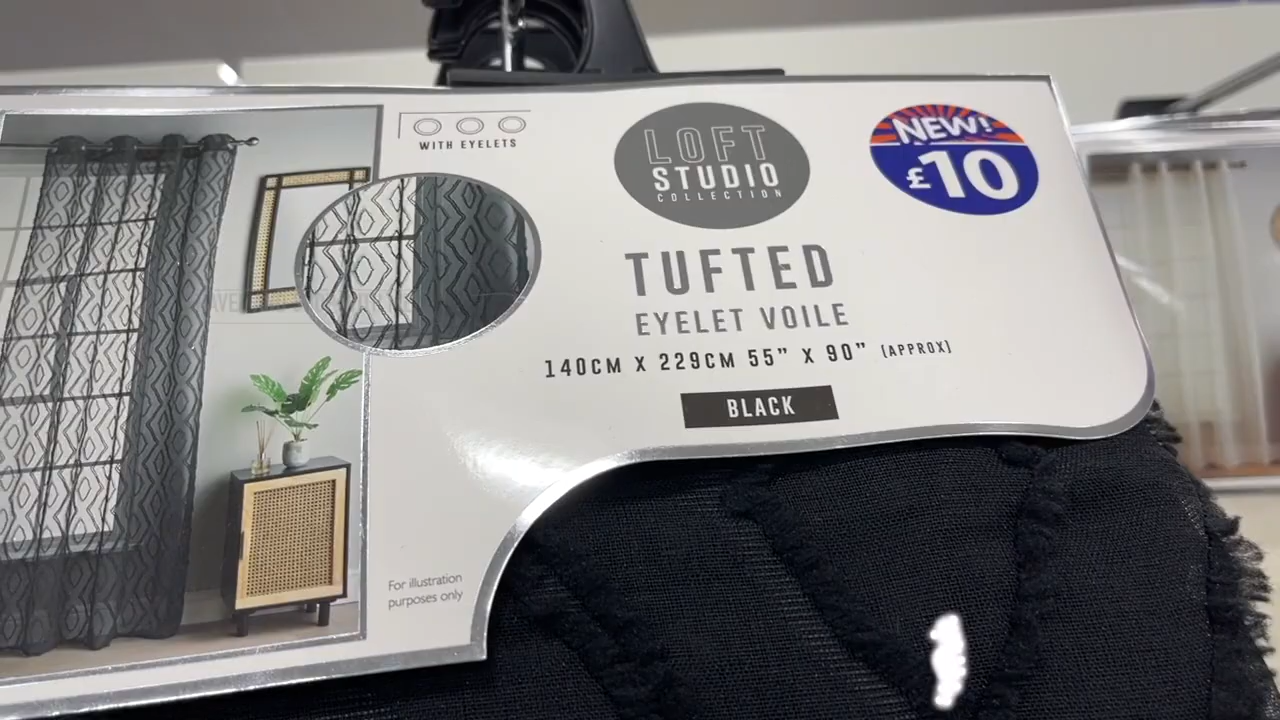 WITH EYELETS
LOFT
STUDIO
COLLECTION
NEW!
£10
TUFTED
EYELET VOILE
140CM X 229CM 55" X 90" (APPROX)
BLACK
For illustration
purposes only